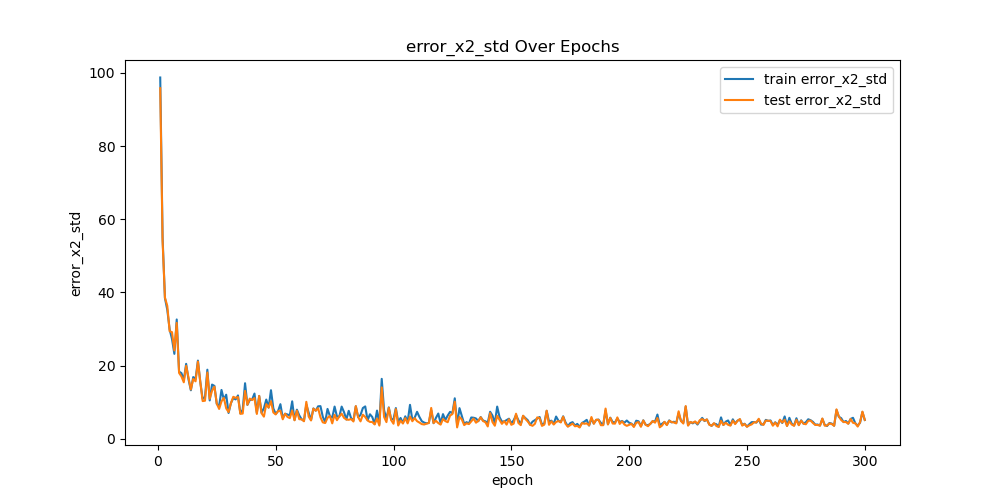 error_x2_std Over Epochs
train error_x2_std
test error_x2_std
error_x2_std
100
80
60
40
20
0
0 50 100 150 200 250 300
epoch